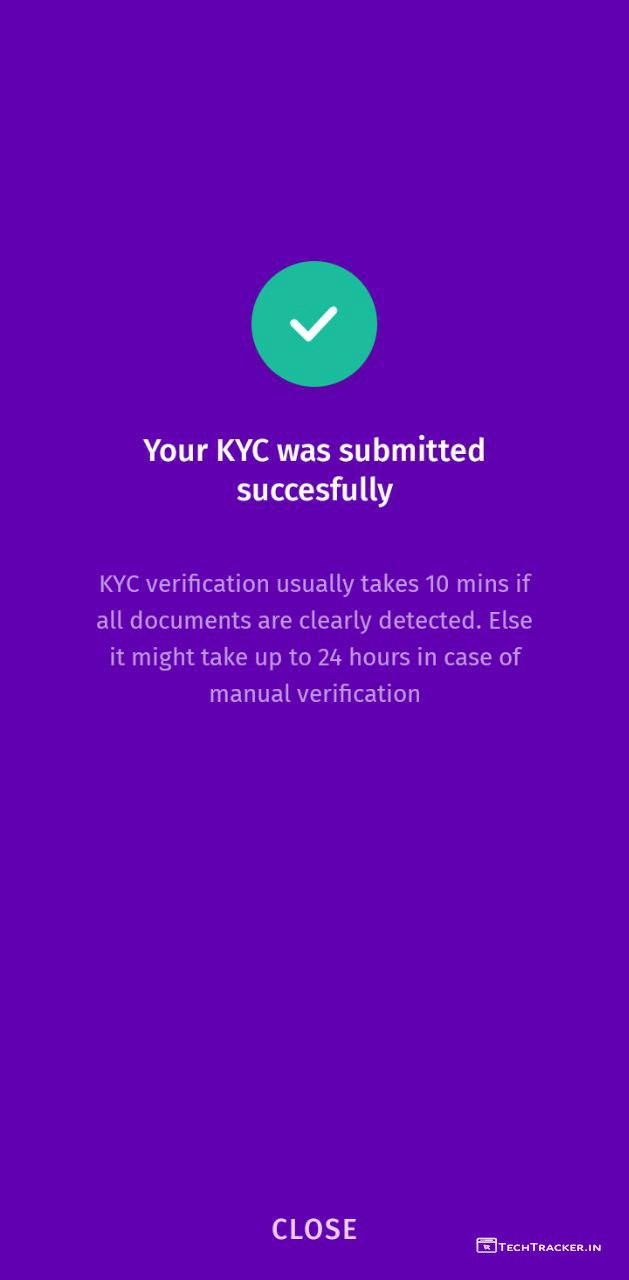 Your KYC was submitted
succesfully
KYC verification usually takes 10 mins if
all documents are clearly detected. Else
it might take up to 24 hours in case of
manual verification
CLOSE
TECHTRACKER.IN